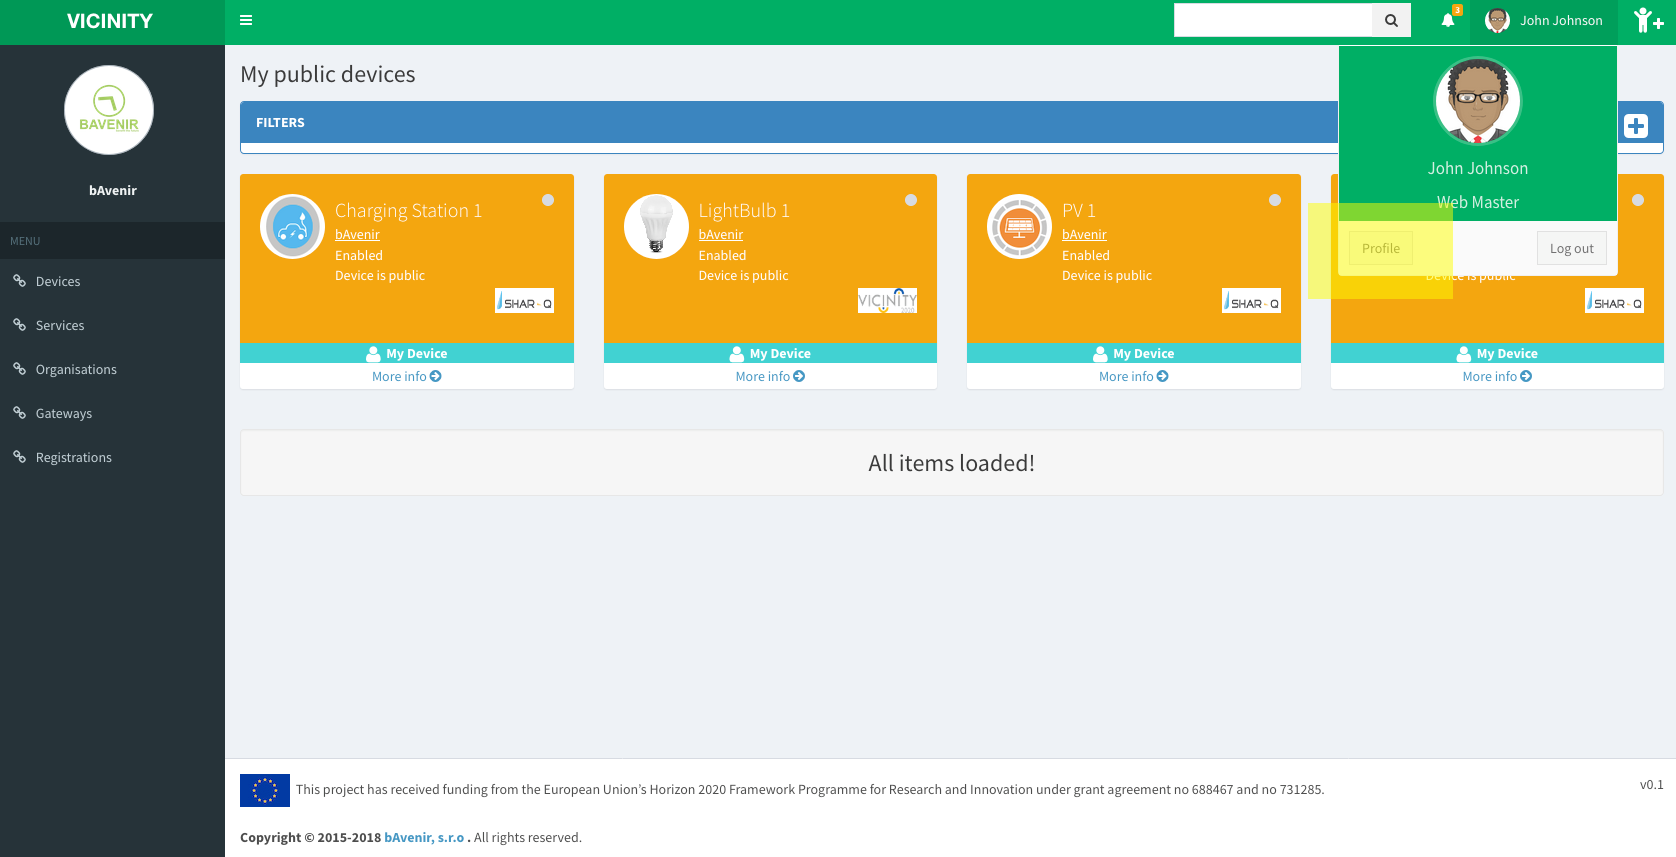 VICINITY
3
John Johnson
BAVENIR
bAvenir
MENU
Devices
Services
Organisations
Gateways
Registrations
My public devices
FILTERS
John Johnson
Web Master
Profile
Log out
Charging Station 1
bAvenir
Enabled
Device is public
SHAR-Q
My Device
More info
LightBulb 1
bAvenir
Enabled
Device is public
VICINITY
My Device
More info
PV 1
bAvenir
Enabled
Device is public
SHAR-Q
My Device
More info
Device is public
SHAR-Q
My Device
More info
All items loaded!
This project has received funding from the European Union’s Horizon 2020 Framework Programme for Research and Innovation under grant agreement no 688467 and no 731285.
v0.1
Copyright © 2015-2018 bAvenir, s.r.o . All rights reserved.